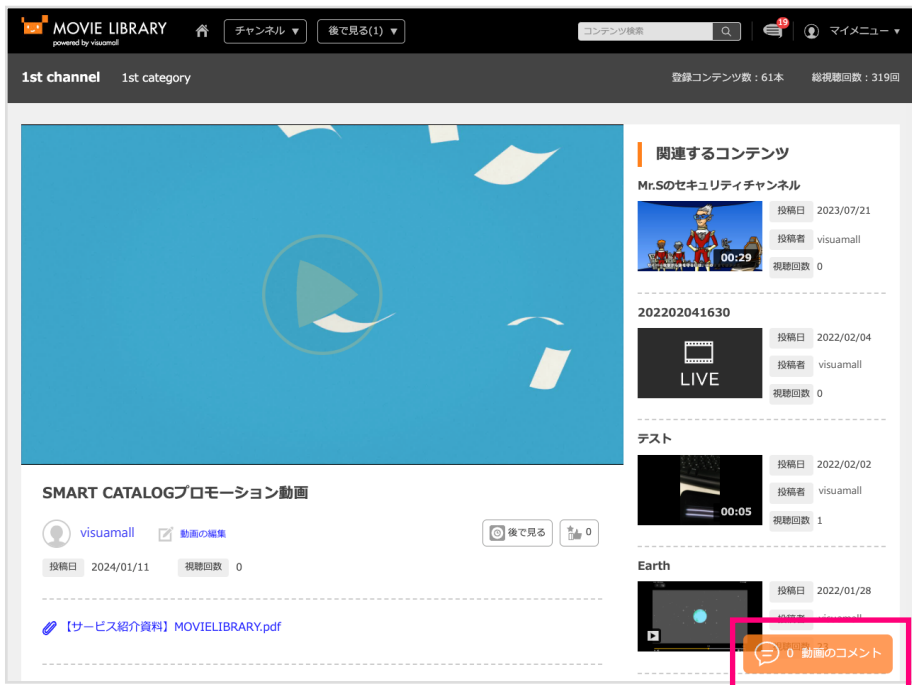 MOVIE LIBRARY
powered by visuamall
チャンネル ▼
後で見る(1) ▼
コンテンツ検索
19
マイメニュー ▼
1st channel 1st category
登録コンテンツ数：61本 総視聴回数：319回
関連するコンテンツ
Mr.Sのセキュリティチャンネル
00:29
投稿日 2023/07/21
投稿者 visuamall
視聴回数 0
202202041630
LIVE
投稿日 2022/02/04
投稿者 visuamall
視聴回数 0
テスト
00:05
投稿日 2022/02/02
投稿者 visuamall
視聴回数 1
Earth
投稿日 2022/01/28
投稿者 visuamall
視聴回数
0 動画のコメント
SMART CATALOGプロモーション動画
visuamall 動画の編集
後で見る
0
投稿日 2024/01/11 視聴回数 0
【サービス紹介資料】MOVIELIBRARY.pdf